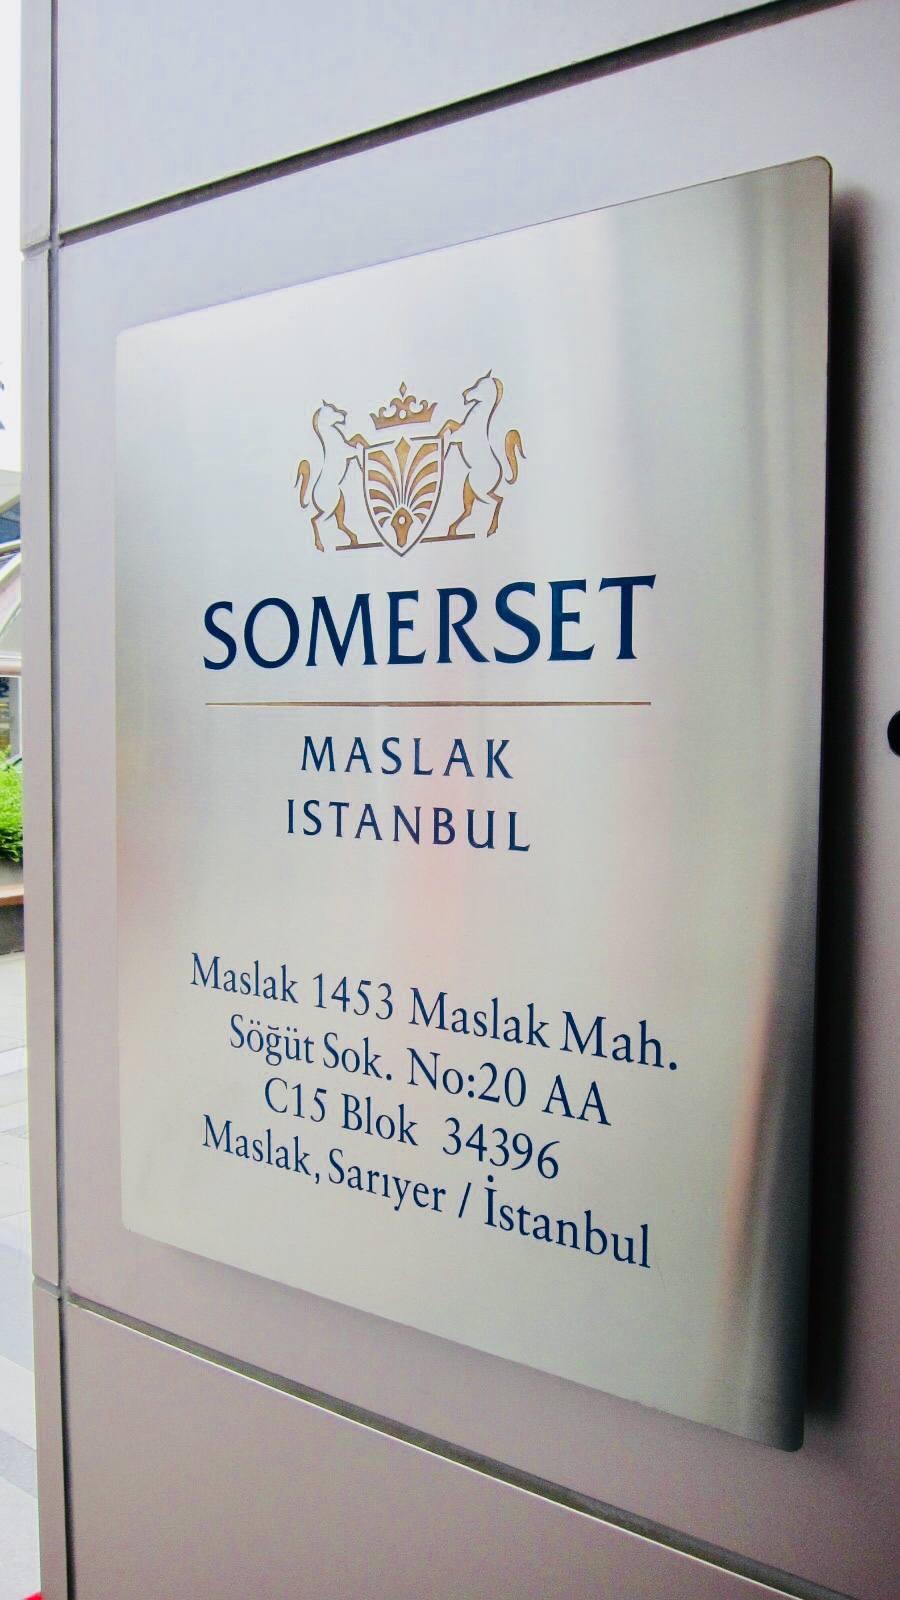 SOMERSET
MASLAK
ISTANBUL
Maslak 1453 Maslak Mah.
Söğüt Sok. No:20 AA
C15 Blok 34396
Maslak, Sarıyer / İstanbul